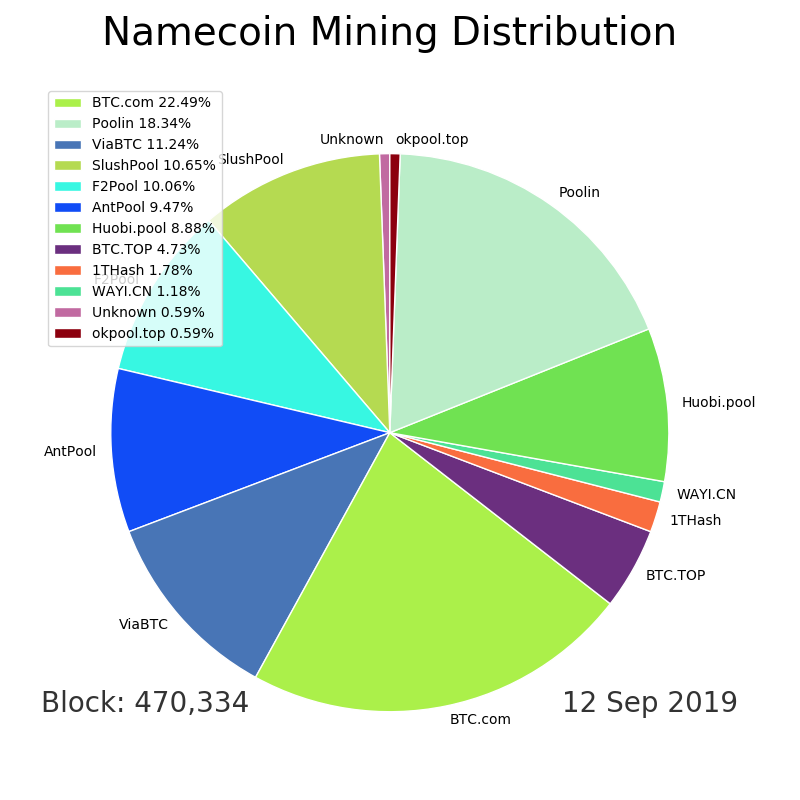 Namecoin Mining Distribution
BTC.com 22.49%
Poolin 18.34%
ViaBTC 11.24%
SlushPool 10.65%
F2Pool 10.06%
AntPool 9.47%
Huobi.pool 8.88%
BTC.TOP 4.73%
1THash 1.78%
WAYI.CN 1.18%
Unknown 0.59%
okpool.top 0.59%
Unknown
okpool.top
SlushPool
Poolin
F2Pool
Huobi.pool
AntPool
WAYI.CN
1THash
BTC.TOP
ViaBTC
BTC.com
Block: 470,334
12 Sep 2019